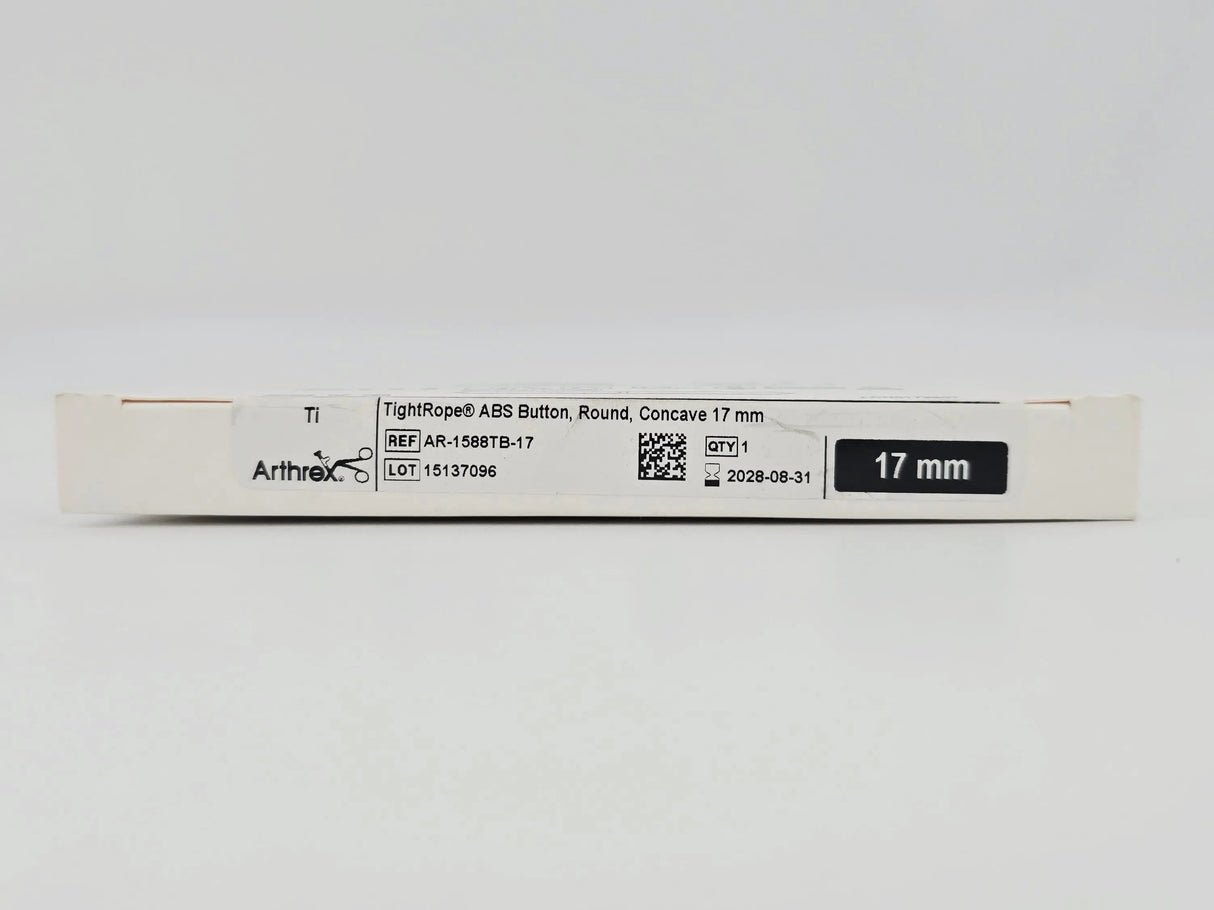 Ti
Arthrex®
TightRope® ABS Button, Round, Concave 17 mm
REF AR-1588TB-17
LOT 15137096
QTY 1
2028-08-31
17 mm